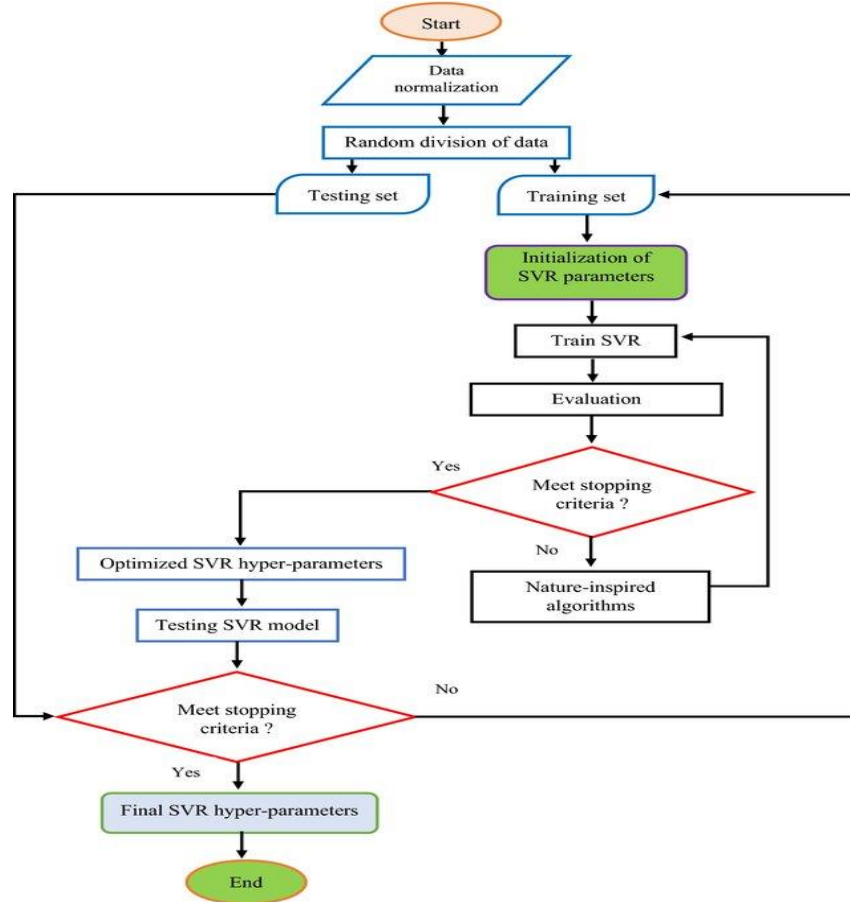 Start
Data
normalization
Random division of data
Testing set
Training set
Initialization of
SVR parameters
Train SVR
Evaluation
Yes
Meet stopping
criteria ?
No
Optimized SVR hyper-parameters
Nature-inspired
algorithms
Testing SVR model
No
Meet stopping
criteria ?
Yes
Final SVR hyper-parameters
End